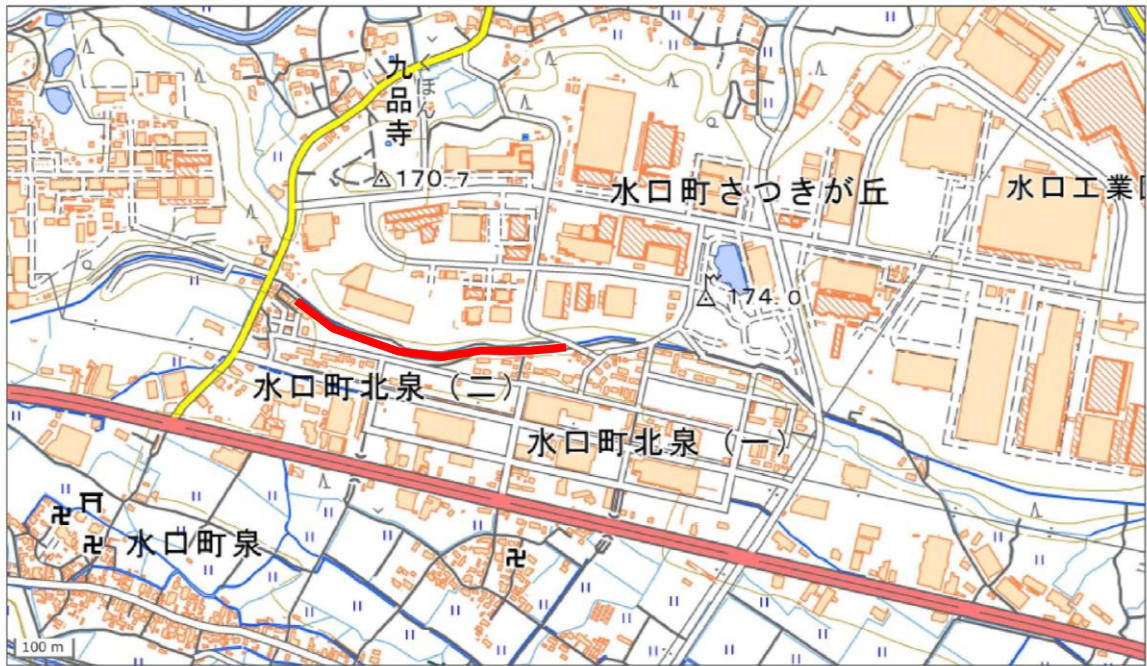 九品寺
くほん
170.7
水口町さつきが丘
水口工業
174.0
水口町北泉(二)
水口町北泉(一)
水口町泉
100 m